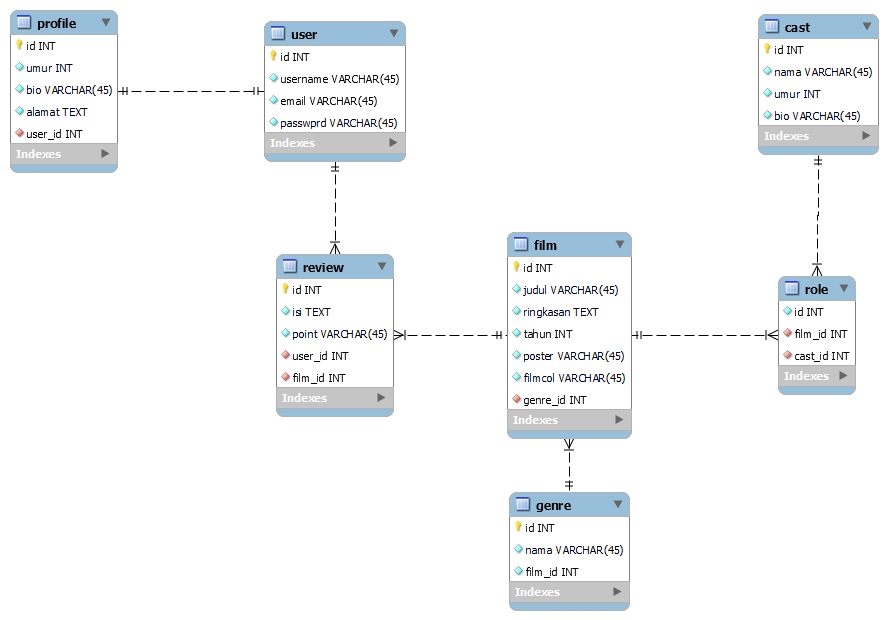 profile
id INT
umur INT
bio VARCHAR(45)
alamat TEXT
user_id INT
Indexes
user
id INT
username VARCHAR(45)
email VARCHAR(45)
passwprd VARCHAR(45)
Indexes
cast
id INT
nama VARCHAR(45)
umur INT
bio VARCHAR(45)
Indexes
review
id INT
isi TEXT
point VARCHAR(45)
user_id INT
film_id INT
Indexes
film
id INT
judul VARCHAR(45)
ringkasan TEXT
tahun INT
poster VARCHAR(45)
filmcol VARCHAR(45)
genre_id INT
Indexes
role
id INT
film_id INT
cast_id INT
Indexes
genre
id INT
nama VARCHAR(45)
film_id INT
Indexes